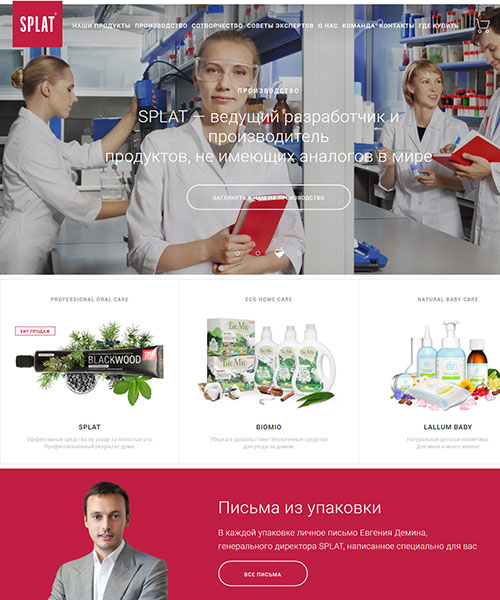 SPLAT
НАШИ ПРОДУКТЫ ПРОИЗВОДСТВО СОТВОРЧЕСТВО СОВЕТЫ ЭКСПЕРТОВ О НАС КОМАНДА КОНТАКТЫ ГДЕ КУПИТЬ
ПРОИЗВОДСТВО
SPLAT — ведущий разработчик и
производитель
продуктов, не имеющих аналогов в мире
ЗАГЛЯНУТЬ К НАМ НА ПРОИЗВОДСТВО
PROFESSIONAL ORAL CARE
ECO HOME CARE
NATURAL BABY CARE
ХИТ ПРОДАЖ
BLACKWOOD
SPLAT
BioMio
BioMio
SPLAT
BIOMIO
LALLUM BABY
Эффективные средства по уходу за полостью рта.
Профессиональный результат дома.
Уборка в удовольствие! Экологичные средства
для ухода за домом.
Натуральная детская косметика.
Для мамы и малыша!
Письма из упаковки
В каждой упаковке личное письмо Евгения Демина,
генерального директора SPLAT, написанное специально для вас
ВСЕ ПИСЬМА